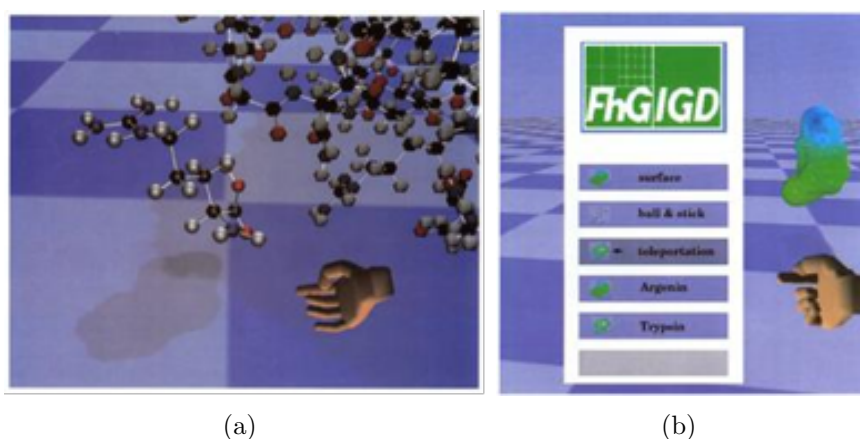 FhG IGD
surface
ball & stick
teleportation
Argenin
Trypsin
(a)
(b)